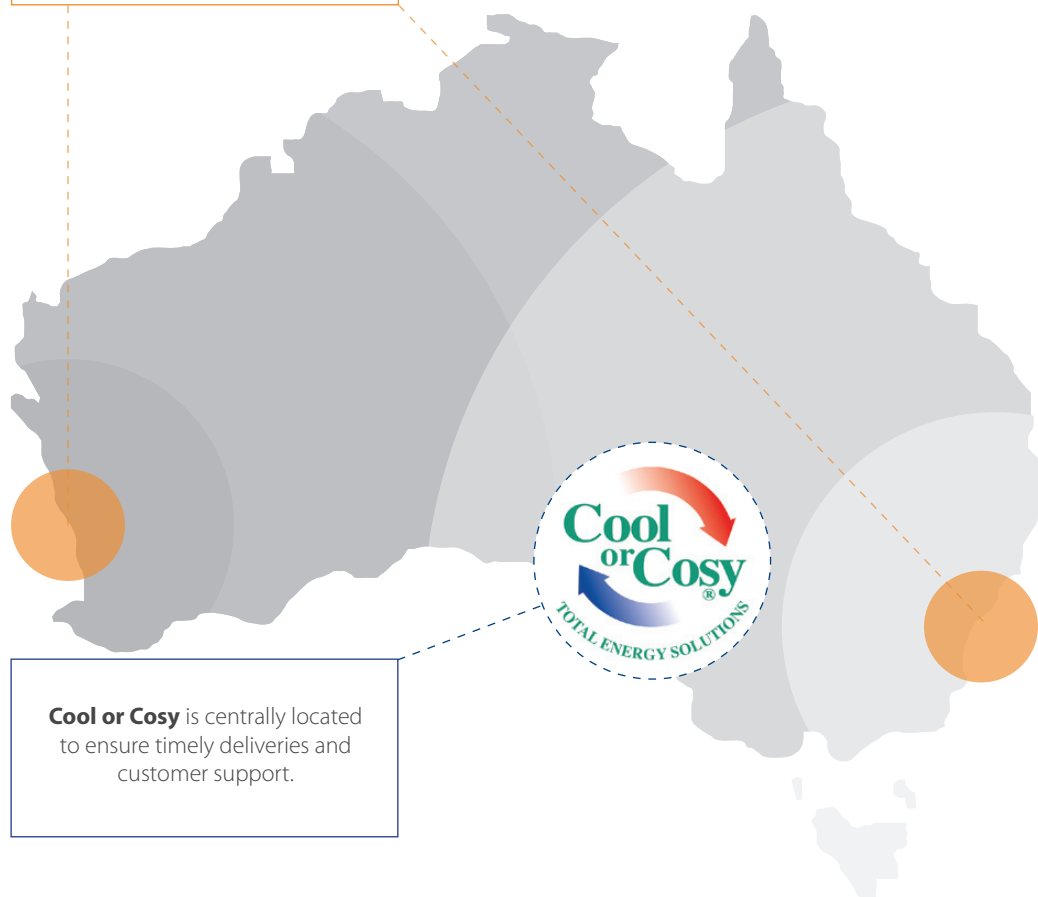 Cool
or Cosy
®
TOTAL ENERGY SOLUTIONS
Cool or Cosy is centrally located
to ensure timely deliveries and
customer support.